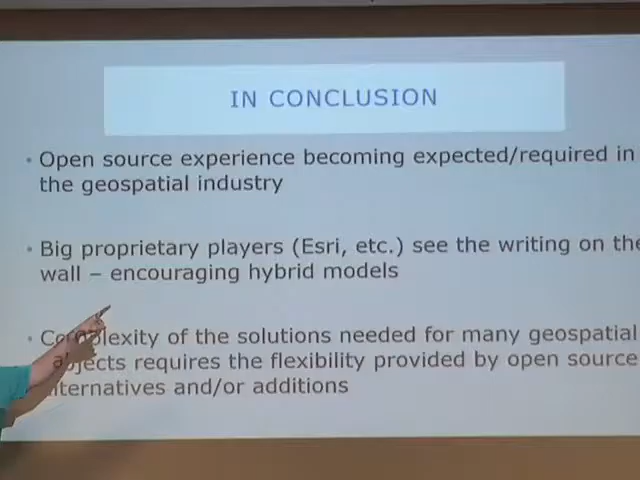 IN CONCLUSION
• Open source experience becoming expected/required in
the geospatial industry
• Big proprietary players (Esri, etc.) see the writing on the
wall – encouraging hybrid models
• Complexity of the solutions needed for many geospatial
requires the flexibility provided by open source
alternatives and/or additions